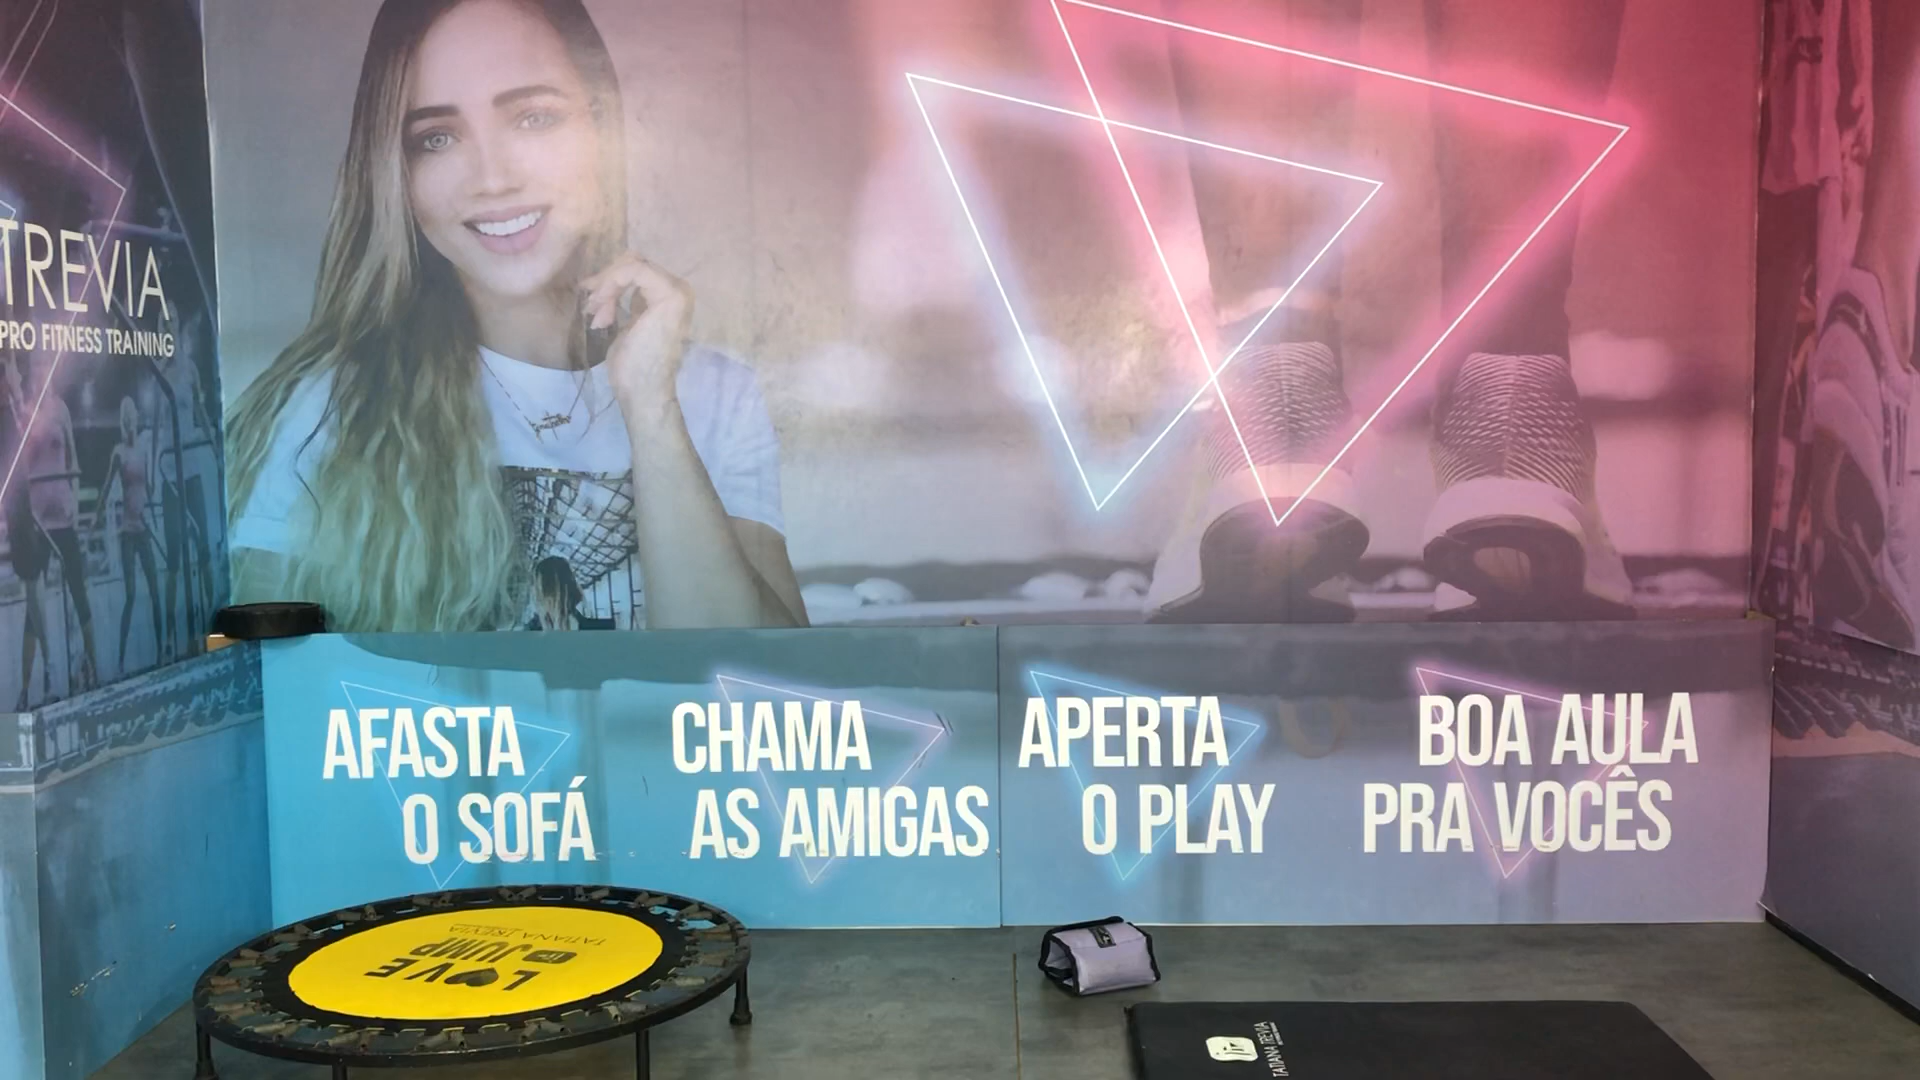 TREVIA
PRO FITNESS TRAINING
AFASTA
O SOFÁ
CHAMA
AS AMIGAS
APERTA
O PLAY
BOA AULA
PRA VOCÊS
LOVE
JUMP
TATIANA TREVIA
TATIANA TREVIA